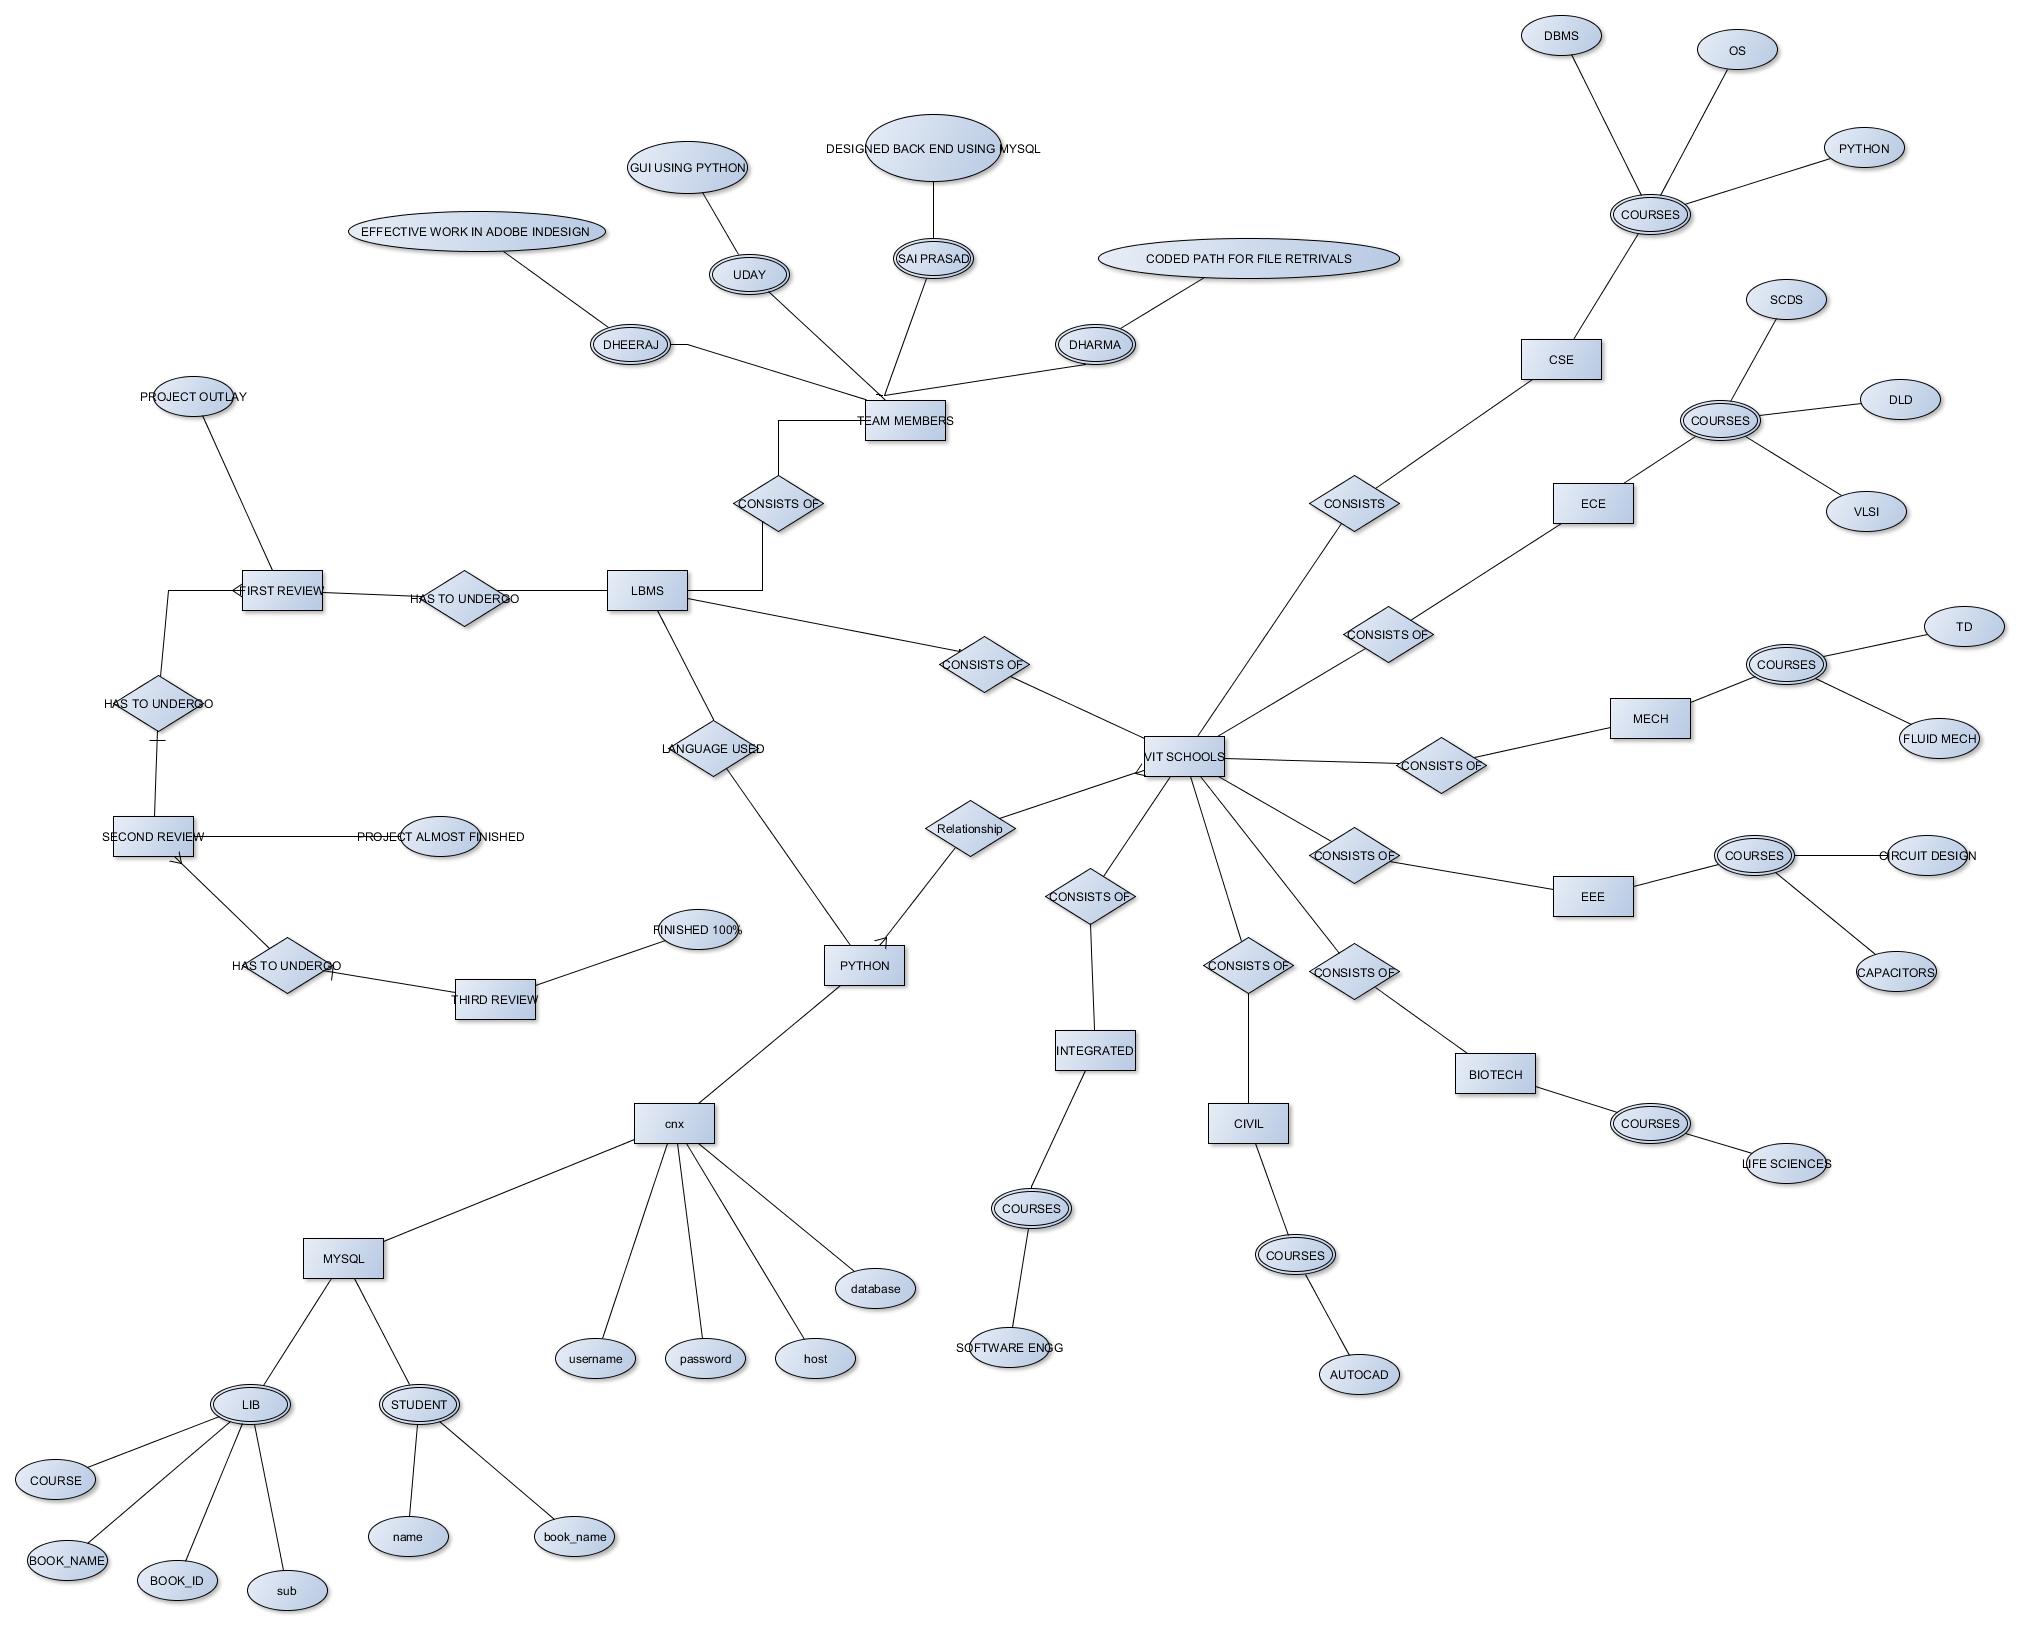 DBMS
OS
DESIGNED BACK END USING MYSQL
PYTHON
GUI USING PYTHON
COURSES
EFFECTIVE WORK IN ADOBE INDESIGN
SAI PRASAD
CODED PATH FOR FILE RETRIVALS
UDAY
SCDS
DHEERAJ
DHARMA
CSE
PROJECT OUTLAY
DLD
TEAM MEMBERS
COURSES
CONSISTS OF
CONSISTS
ECE
VLSI
FIRST REVIEW
HAS TO UNDERGO
LBMS
TD
CONSISTS OF
CONSISTS OF
COURSES
HAS TO UNDERGO
MECH
FLUID MECH
LANGUAGE USED
VIT SCHOOLS
CONSISTS OF
Relationship
SECOND REVIEW
PROJECT ALMOST FINISHED
CONSISTS OF
COURSES
CIRCUIT DESIGN
CONSISTS OF
EEE
FINISHED 100%
HAS TO UNDERGO
PYTHON
CONSISTS OF
CONSISTS OF
CAPACITORS
THIRD REVIEW
INTEGRATED
BIOTECH
cnx
CIVIL
COURSES
LIFE SCIENCES
COURSES
MYSQL
COURSES
database
username
password
host
SOFTWARE ENGG
AUTOCAD
LIB
STUDENT
COURSE
name
book_name
BOOK_NAME
BOOK_ID
sub